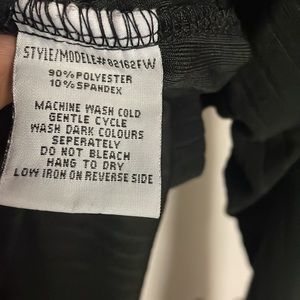 STYLE/MODELE#02162FW
90%POLYESTER
10%SPANDEX
MACHINE WASH COLD
GENTLE CYCLE
WASH DARK COLOURS
SEPERATELY
DO NOT BLEACH
HANG TO DRY
LOW IRON ON REVERSE SIDE